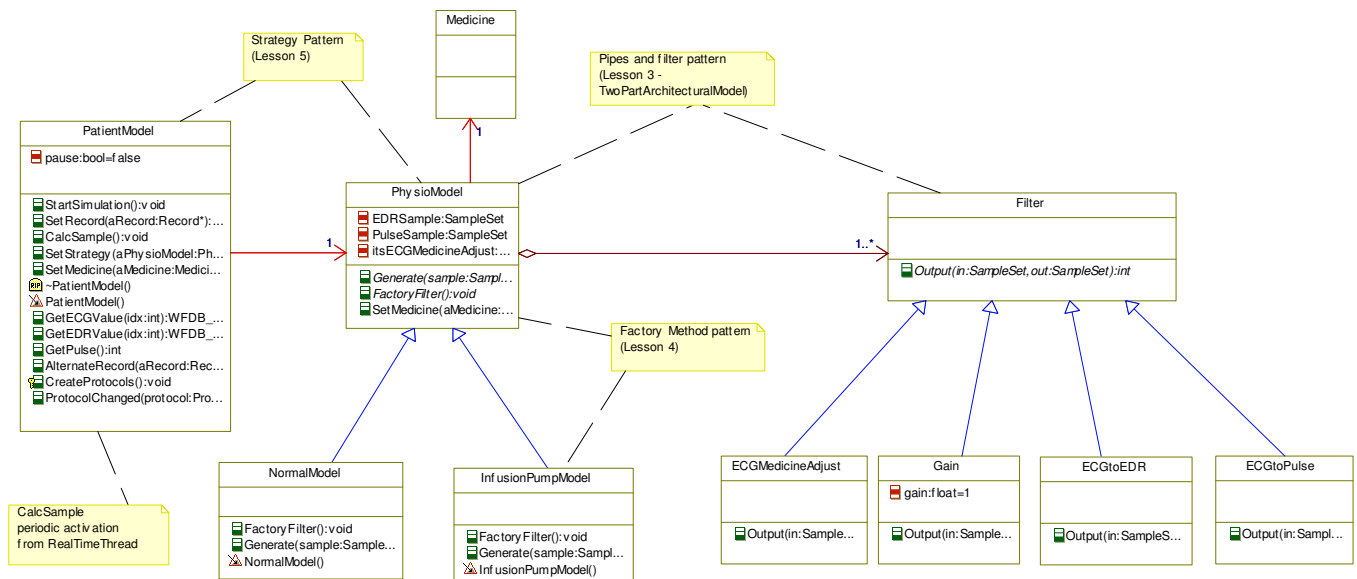 Medicine
1
Strategy Pattern
(Lesson 5)
Pipes and filter pattern
(Lesson 3 -
TwoPartArchitecturalModel)
PatientModel
pause:bool=false
StartSimulation():void
SetRecord(aRecord:Record*):...
CalcSample():void
SetStrategy(aPhysioModel:Ph...
SetMedicine(aMedicine:Medici...
RIP ~PatientModel()
PatientModel()
GetECGValue(idx:int):WFDB_...
GetEDRValue(idx:int):WFDB_...
GetPulse():int
AlternateRecord(aRecord:Rec...
CreateProtocols():void
ProtocolChanged(protocol:Pro...
1
PhysioModel
EDRSample:SampleSet
PulseSample:SampleSet
itsECGMedicineAdjust:...
Generate(sample:Sampl...
FactoryFilter():void
SetMedicine(aMedicine:...
1..*
Filter
Output(in:SampleSet,out:SampleSet):int
Factory Method pattern
(Lesson 4)
CalcSample
periodic activation
from RealTimeThread
NormalModel
FactoryFilter():void
Generate(sample:Sample...
NormalModel()
InfusionPumpModel
FactoryFilter():void
Generate(sample:Sampl...
InfusionPumpModel()
ECGMedicineAdjust
Output(in:Sample...
Gain
gain:float=1
Output(in:Sample...
ECGtoEDR
Output(in:SampleS...
ECGtoPulse
Output(in:Sampl...